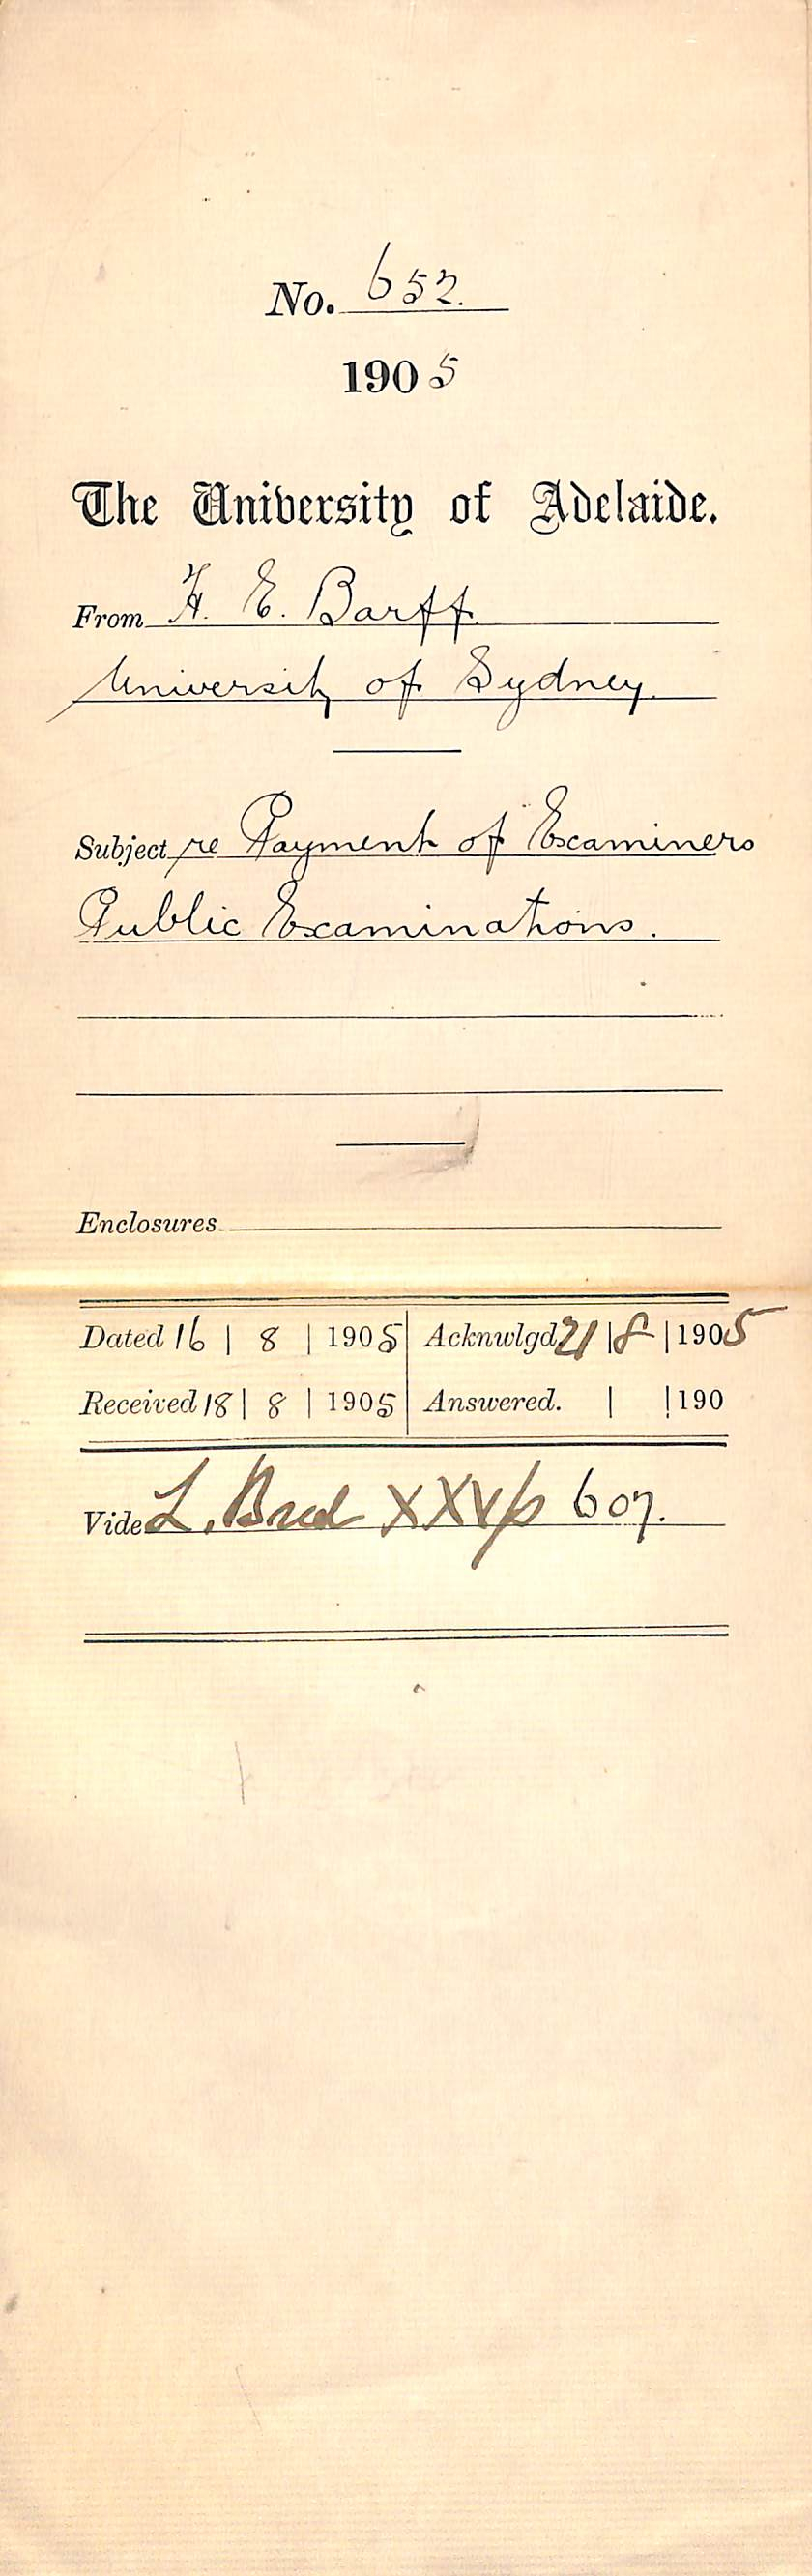 No. 652.
1905
The University of Adelaide.
From H. E. Barff
University of Sydney.
Subject re Payment of Examiners
Public Examinations.
Enclosures
Dated 16 | 8 | 1905 Acknwlgd 21 | 8 | 1905
Received 18 | 8 | 1905 Answered. | | 190
Vide L. XXV p 607.